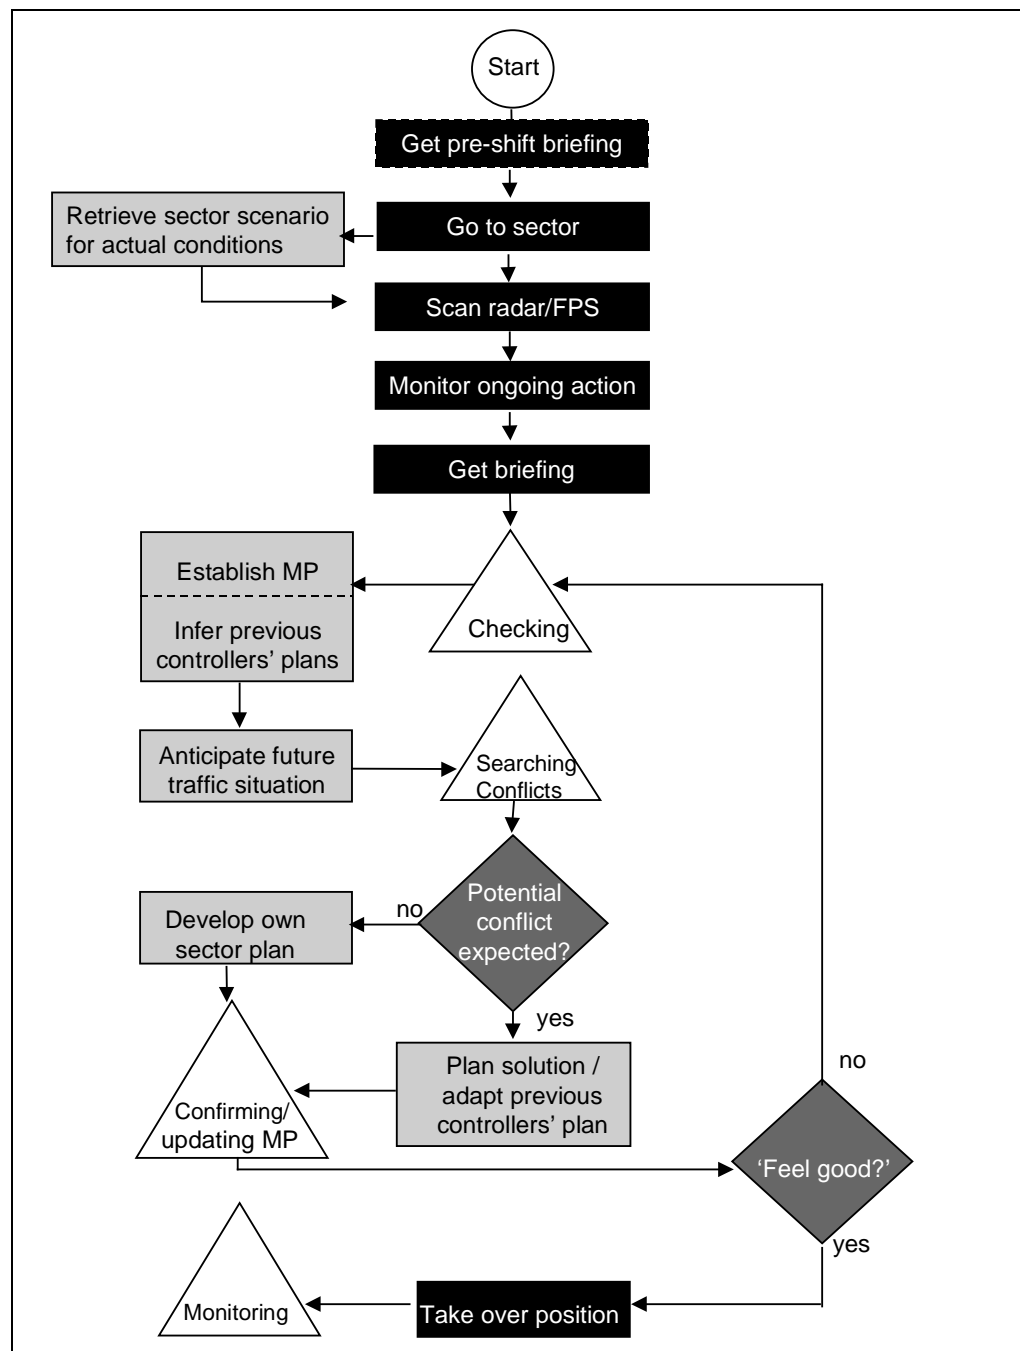 Start
Get pre-shift briefing
Retrieve sector scenario
for actual conditions
Go to sector
Scan radar/FPS
Monitor ongoing action
Get briefing
Establish MP
Infer previous
controllers’ plans
Checking
Anticipate future
traffic situation
Searching
Conflicts
Potential
conflict
expected?
no
Develop own
sector plan
yes
Plan solution /
adapt previous
controllers’ plan
Confirming/
updating MP
no
‘Feel good?’
yes
Take over position
Monitoring